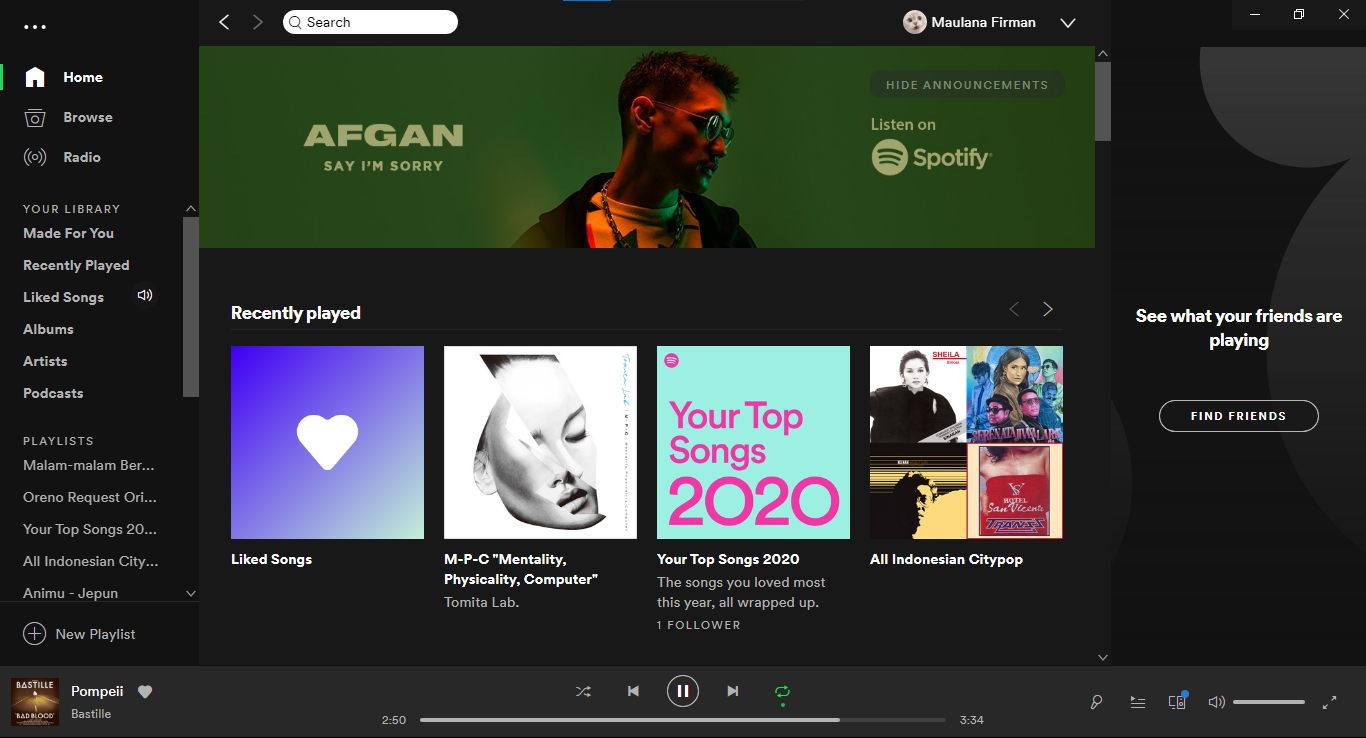 Search
Maulana Firman
Home
Browse
Radio
YOUR LIBRARY
Made For You
Recently Played
Liked Songs
Albums
Artists
Podcasts
PLAYLISTS
Malam-malam Ber...
Oreno Request Ori...
Your Top Songs 20...
All Indonesian City...
Animu - Jepun
New Playlist
AFGAN
SAY I'M SORRY
HIDE ANNOUNCEMENTS
Listen on
Spotify
Recently played
Your Top
Songs
2020
SHEILA
HOTEL
San Vicente
TRANSS
Liked Songs
M-P-C "Mentality,
Physicality, Computer"
Tomita Lab.
Your Top Songs 2020
The songs you loved most
this year, all wrapped up.
1 FOLLOWER
All Indonesian Citypop
See what your friends are
playing
FIND FRIENDS
BASTILLE
"BAD BLOOD"
Pompeii
Bastille
2:50
3:34